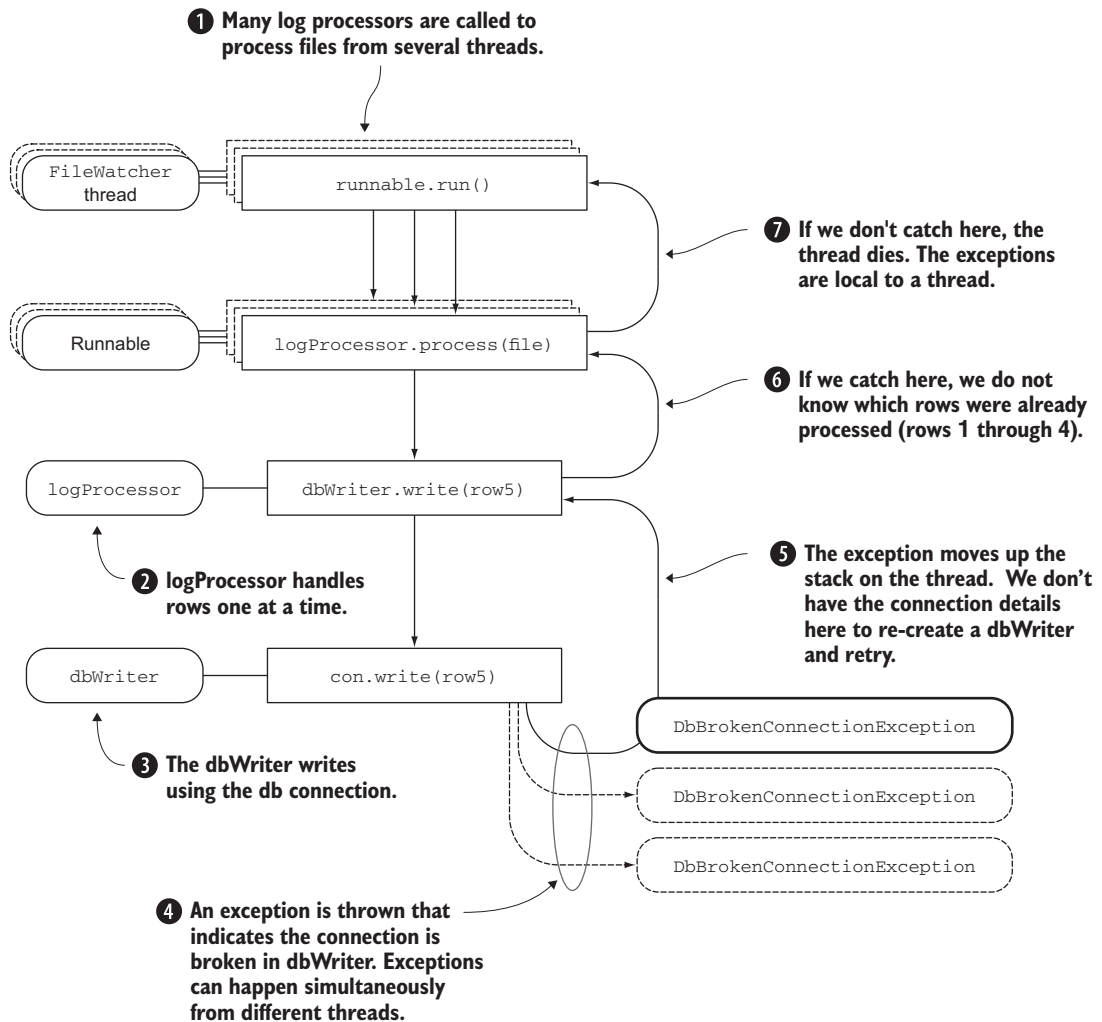 1 Many log processors are called to
process files from several threads.
FileWatcher
thread
runnable.run()
7 If we don't catch here, the
thread dies. The exceptions
are local to a thread.
Runnable
logProcessor.process(file)
6 If we catch here, we do not
know which rows were already
processed (rows 1 through 4).
logProcessor
dbWriter.write(row5)
2 logProcessor handles
rows one at a time.
5 The exception moves up the
stack on the thread. We don’t
have the connection details
here to re-create a dbWriter
and retry.
dbWriter
con.write(row5)
DbBrokenConnectionException
3 The dbWriter writes
using the db connection.
DbBrokenConnectionException
DbBrokenConnectionException
4 An exception is thrown that
indicates the connection is
broken in dbWriter. Exceptions
can happen simultaneously
from different threads.